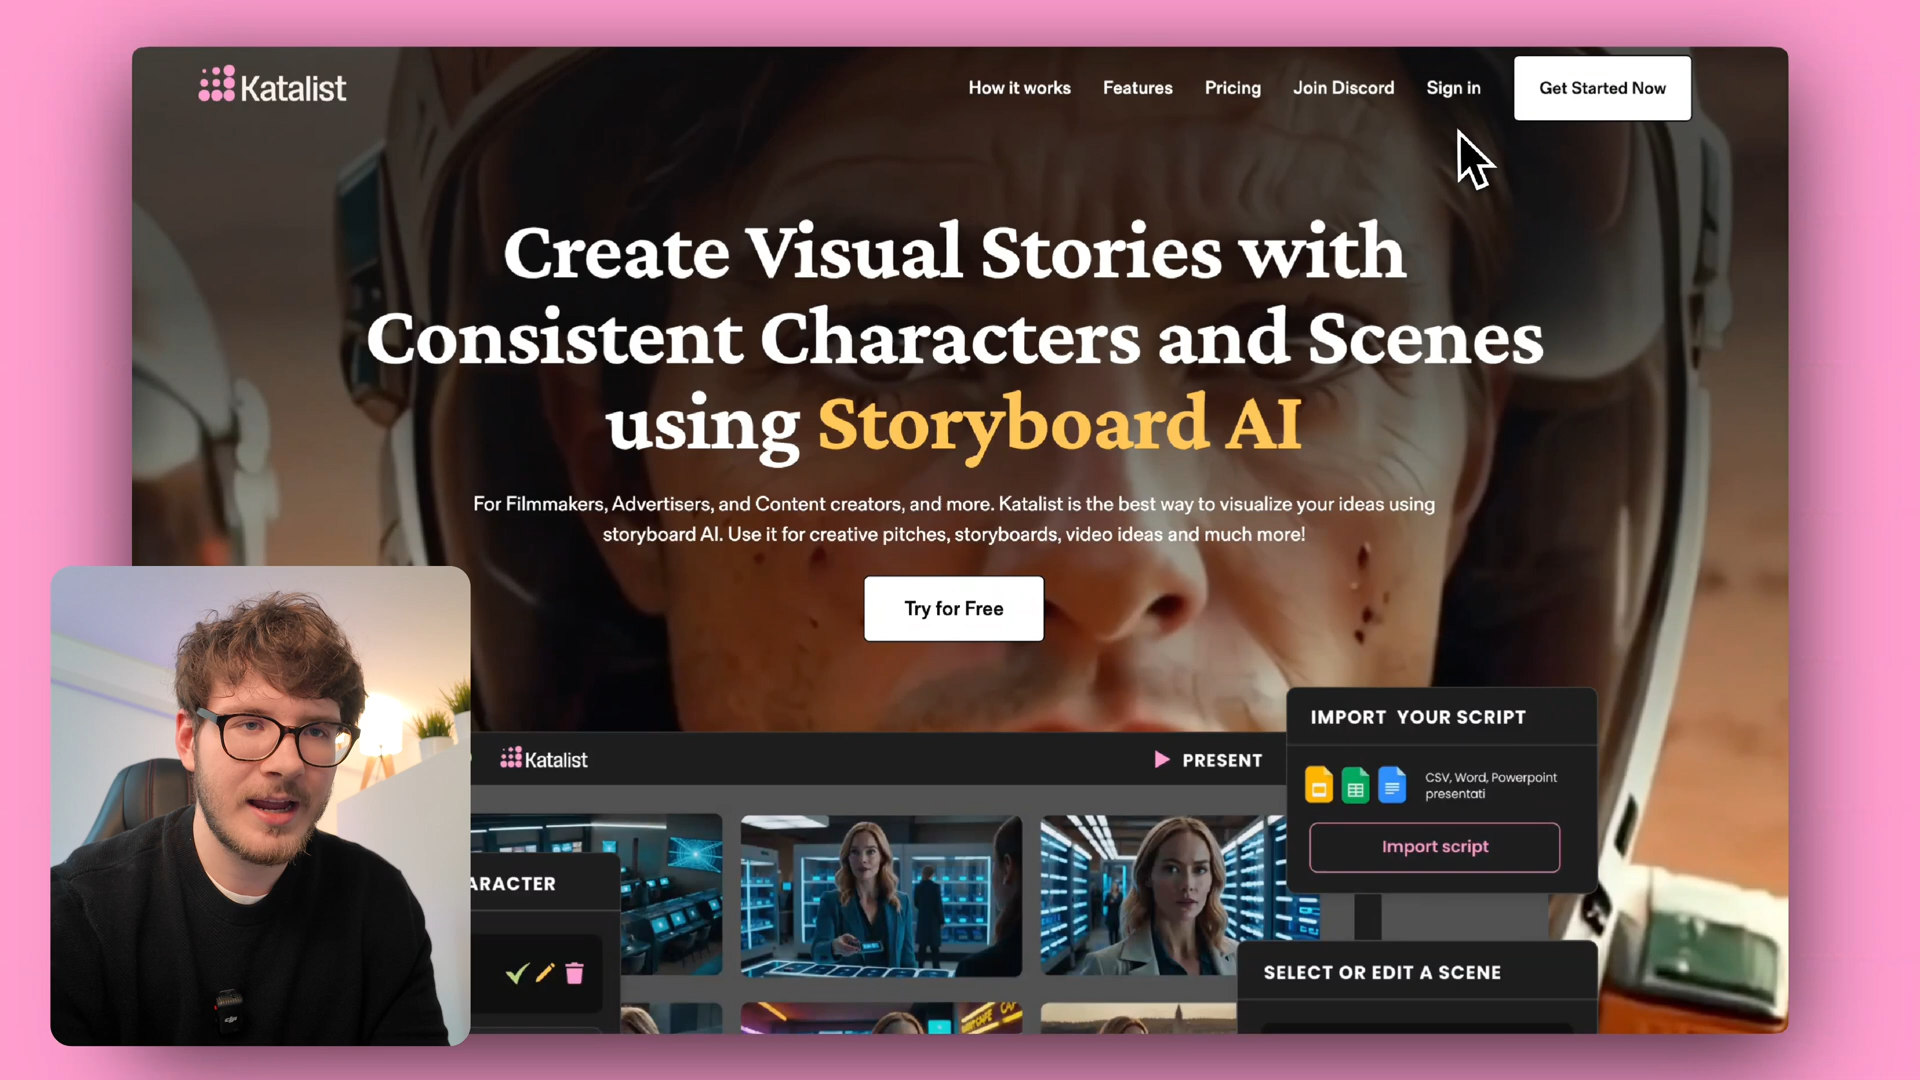 Katalist
How it works
Features
Pricing
Join Discord
Sign in
Get Started Now
Create Visual Stories with
Consistent Characters and Scenes
using Storyboard AI
For Filmmakers, Advertisers, and Content creators, and more. Katalist is the best way to visualize your ideas using
storyboard AI. Use it for creative pitches, storyboards, video ideas and much more!
Try for Free
Katalist
PRESENT
IMPORT YOUR SCRIPT
CSV, Word, Powerpoint
presentati
Import script
ARACTER
SELECT OR EDIT A SCENE
dji